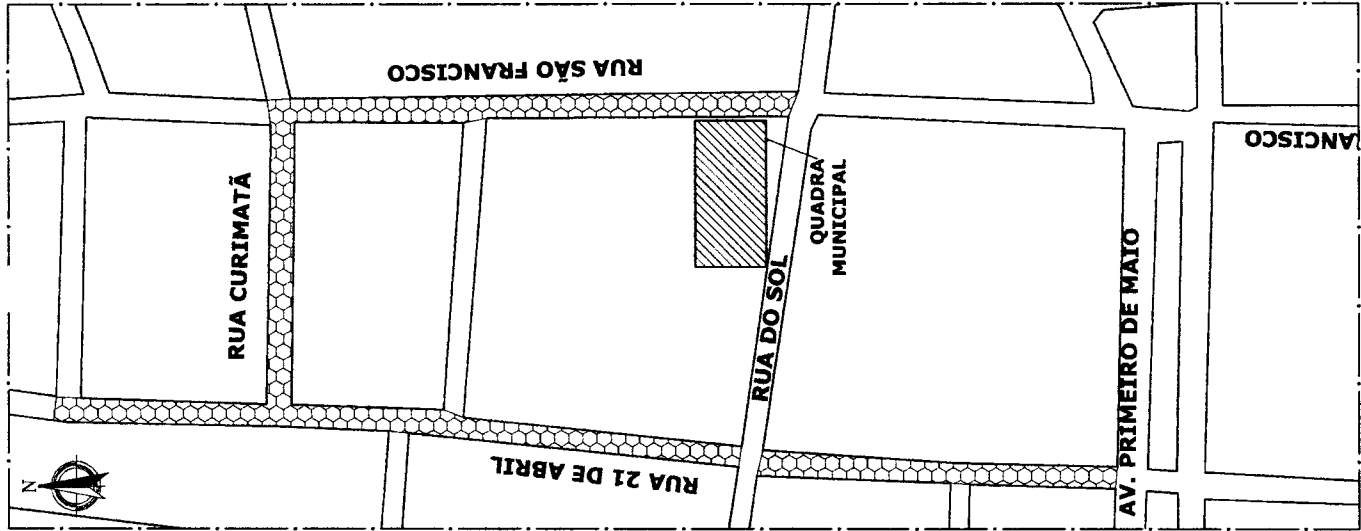 RUA SÃO FRANCISCO
RUA CURIMATÃ
QUADRA
MUNICIPAL
RUA DO SOL
AV. PRIMEIRO DE MAIO
RUA 21 DE ABRIL
N